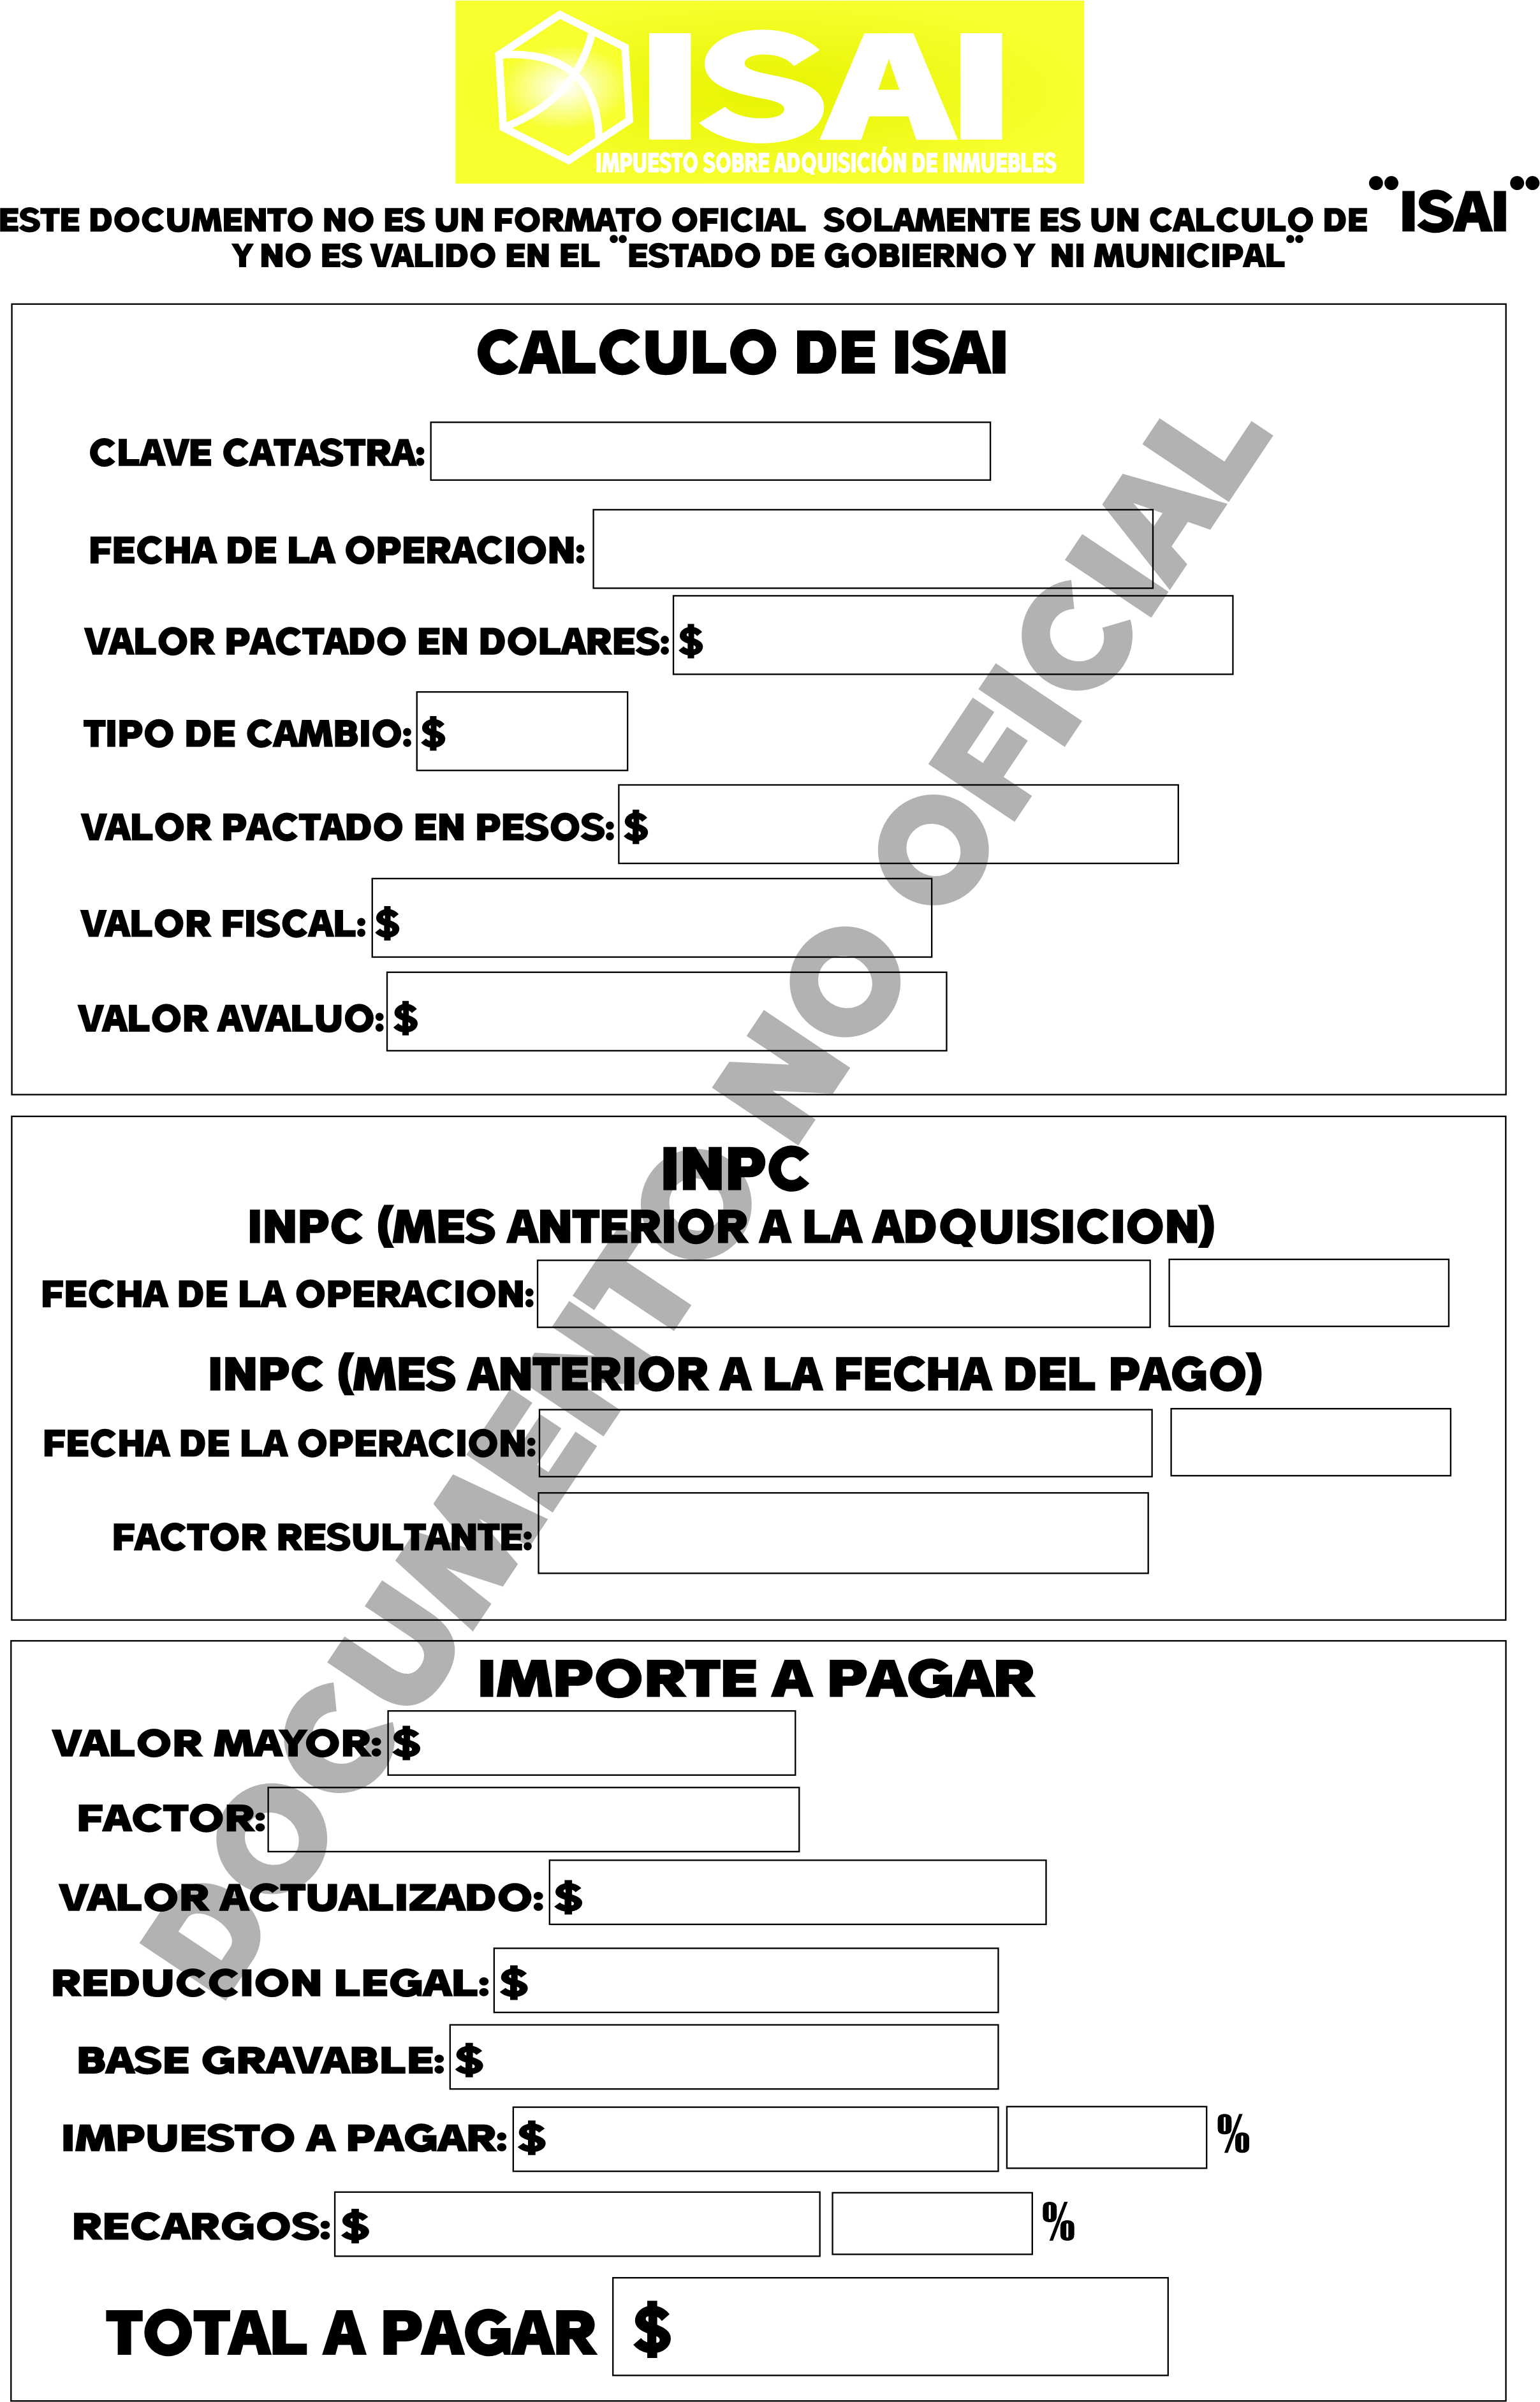 ISAI
IMPUESTO SOBRE ADQUISICIÓN DE INMUEBLES
ESTE DOCUMENTO NO ES UN FORMATO OFICIAL SOLAMENTE ES UN CALCULO DE ¨ISAI¨
Y NO ES VALIDO EN EL ¨ESTADO DE GOBIERNO Y NI MUNICIPAL¨
CALCULO DE ISAI
CLAVE CATASTRA:
FECHA DE LA OPERACION:
VALOR PACTADO EN DOLARES: $
TIPO DE CAMBIO: $
VALOR PACTADO EN PESOS: $
VALOR FISCAL: $
VALOR AVALUO: $
INPC
INPC (MES ANTERIOR A LA ADQUISICION)
FECHA DE LA OPERACION:
INPC (MES ANTERIOR A LA FECHA DEL PAGO)
FECHA DE LA OPERACION:
FACTOR RESULTANTE:
IMPORTE A PAGAR
VALOR MAYOR: $
FACTOR:
VALOR ACTUALIZADO: $
REDUCCION LEGAL: $
BASE GRAVABLE: $
IMPUESTO A PAGAR: $ %
RECARGOS: $ %
TOTAL A PAGAR $
DOCUMENTO NO OFICIAL